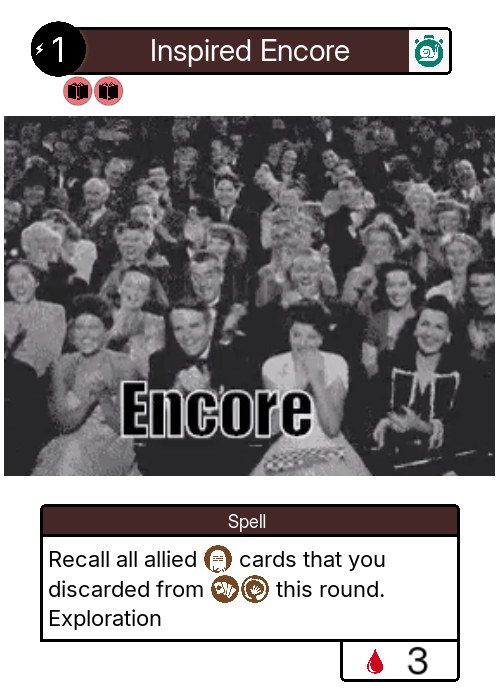 1 Inspired Encore
Encore
Spell
Recall all allied cards that you
discarded from this round.
Exploration
3